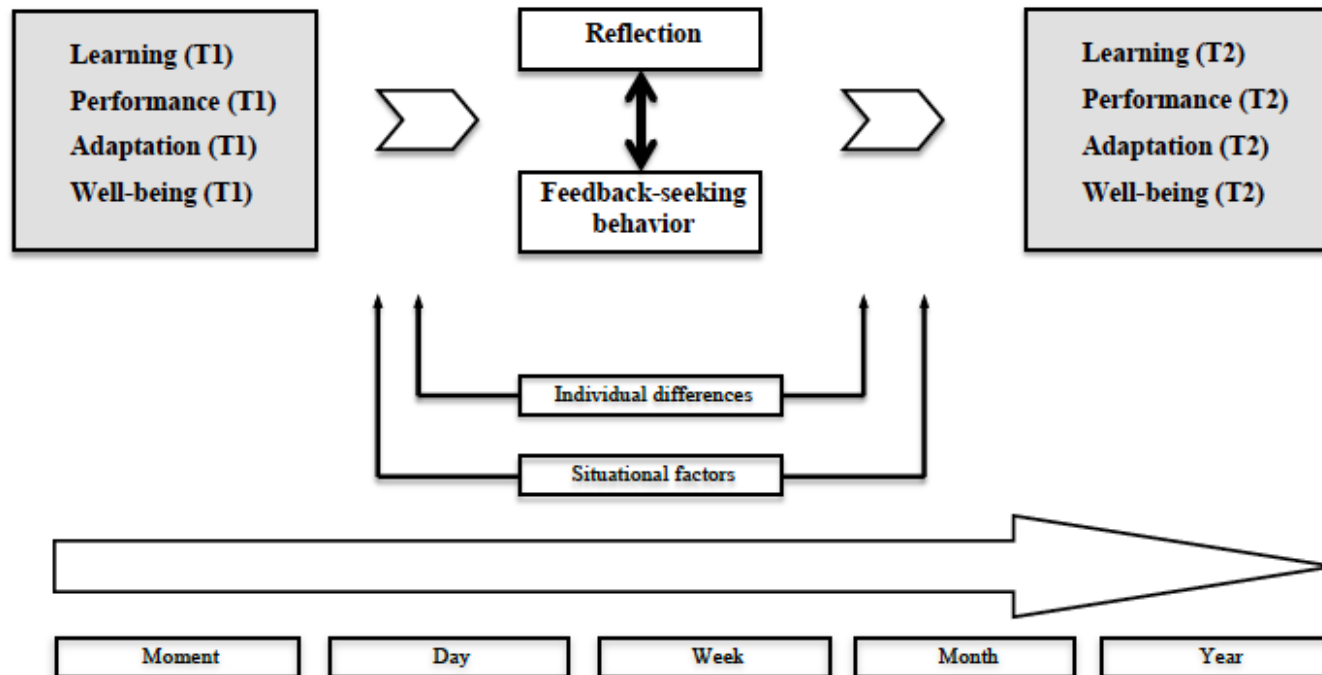 Learning (T1)
Performance (T1)
Adaptation (T1)
Well-being (T1)
Reflection
Feedback-seeking
behavior
Learning (T2)
Performance (T2)
Adaptation (T2)
Well-being (T2)
Individual differences
Situational factors
Moment
Day
Week
Month
Year